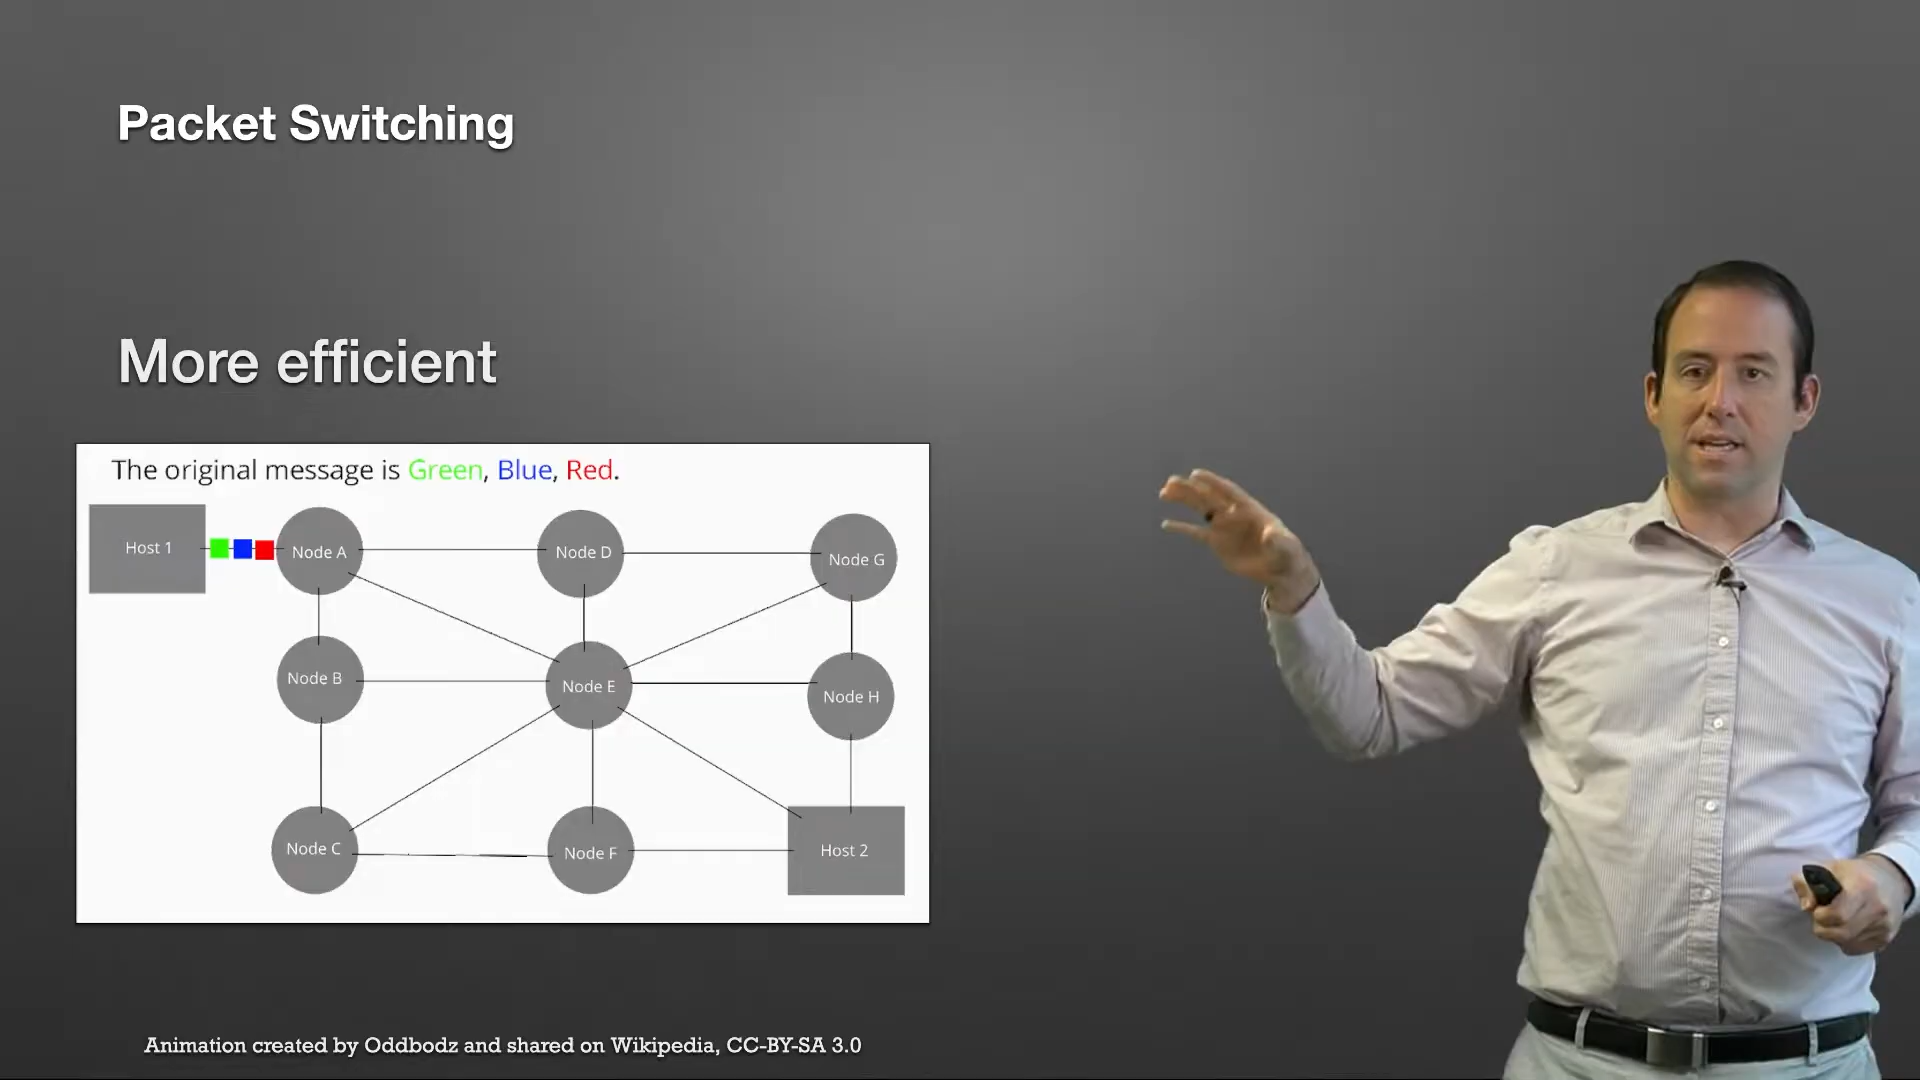 Packet Switching
More efficient
The original message is Green, Blue, Red.
Host 1
Node A
Node D
Node G
Node B
Node E
Node H
Node C
Node F
Host 2
Animation created by Oddbodz and shared on Wikipedia, CC-BY-SA 3.0